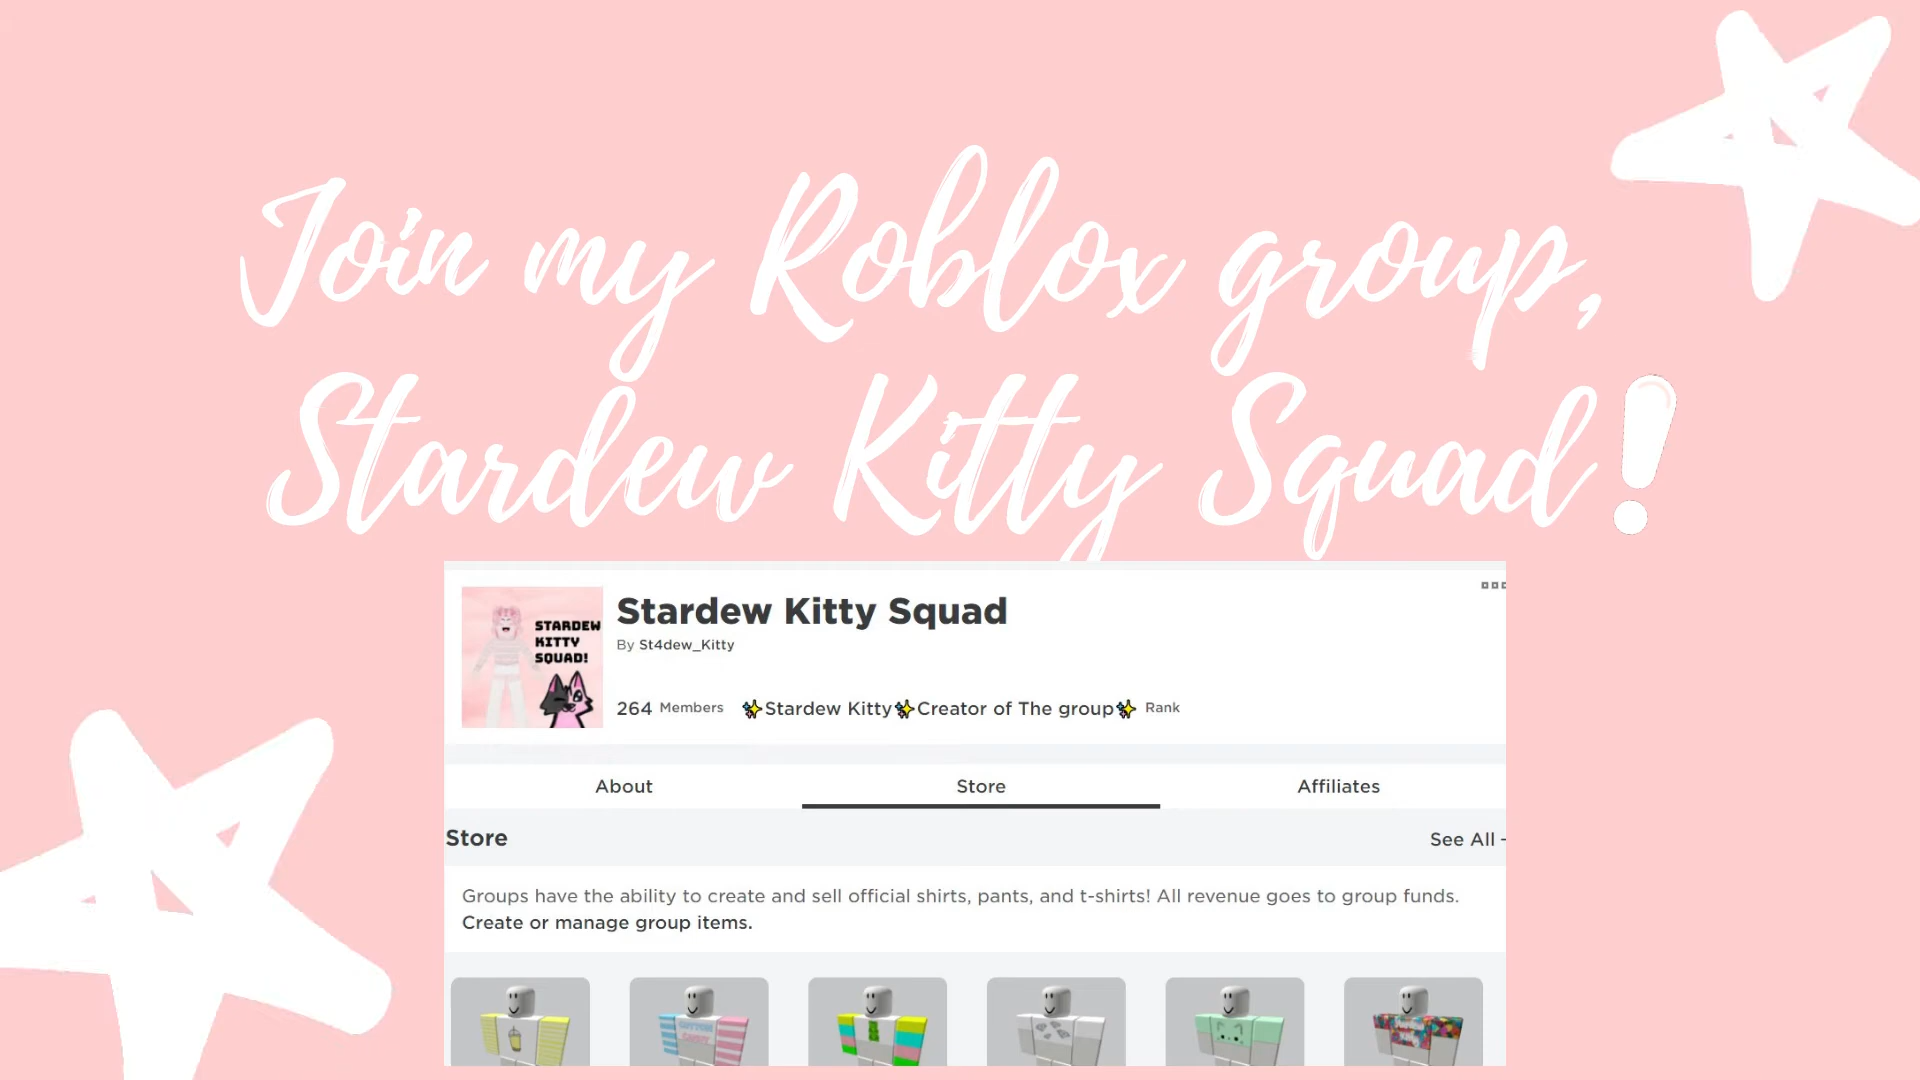 Join my Roblox group,
Stardew Kitty Squad!
STARDEW
KITTY
SQUAD!
Stardew Kitty Squad
By St4dew_Kitty
264 Members ✨Stardew Kitty✨Creator of The group✨ Rank
About Store Affiliates
Store See All
Groups have the ability to create and sell official shirts, pants, and t-shirts! All revenue goes to group funds.
Create or manage group items.
COTTON
CANDY